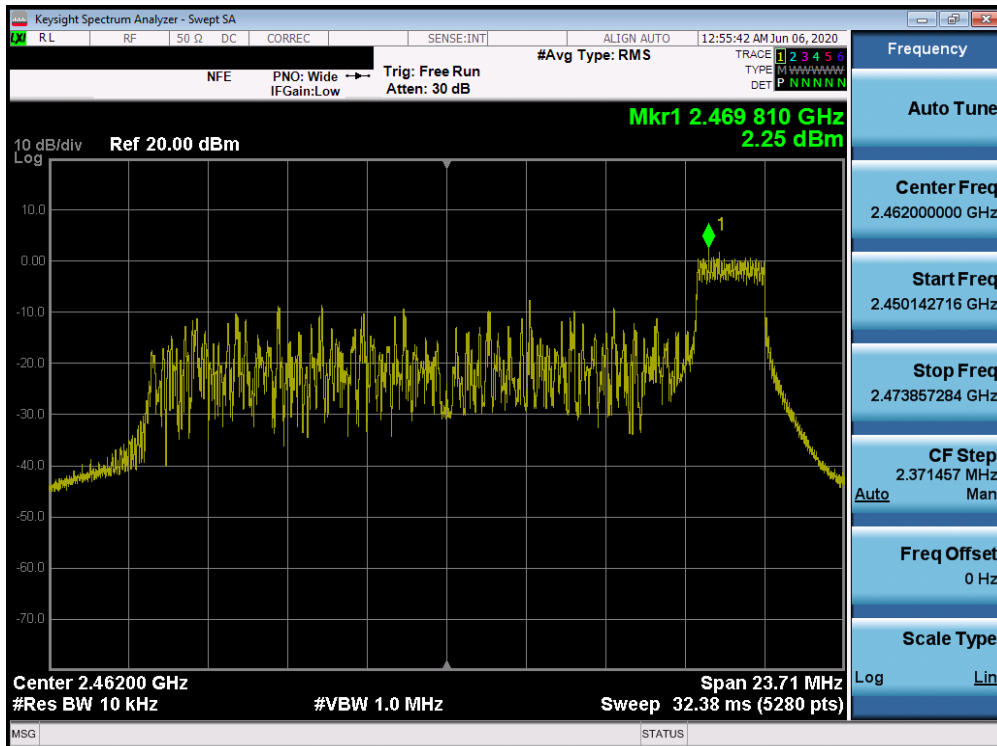 Keysight Spectrum Analyzer - Swept SA
LXI RL RF 50 Ω DC CORREC SENSE:INT ALIGN AUTO 12:55:42 AM Jun 06, 2020
Frequency
NFE
PNO: Wide
IFGain:Low
Trig: Free Run
Atten: 30 dB
#Avg Type: RMS
TRACE 1 2 3 4 5 6
TYPE M WWWWW
DET P N N N N N
Auto Tune
Mkr1 2.469 810 GHz
2.25 dBm
10 dB/div
Log
Ref 20.00 dBm
10.0
0.00
-10.0
-20.0
-30.0
-40.0
-50.0
-60.0
-70.0
1
Center Freq
2.462000000 GHz
Start Freq
2.450142716 GHz
Stop Freq
2.473857284 GHz
CF Step
2.371457 MHz
Auto Man
Freq Offset
0 Hz
Scale Type
Log Lin
Center 2.46200 GHz Span 23.71 MHz
#Res BW 10 kHz #VBW 1.0 MHz Sweep 32.38 ms (5280 pts)
MSG STATUS